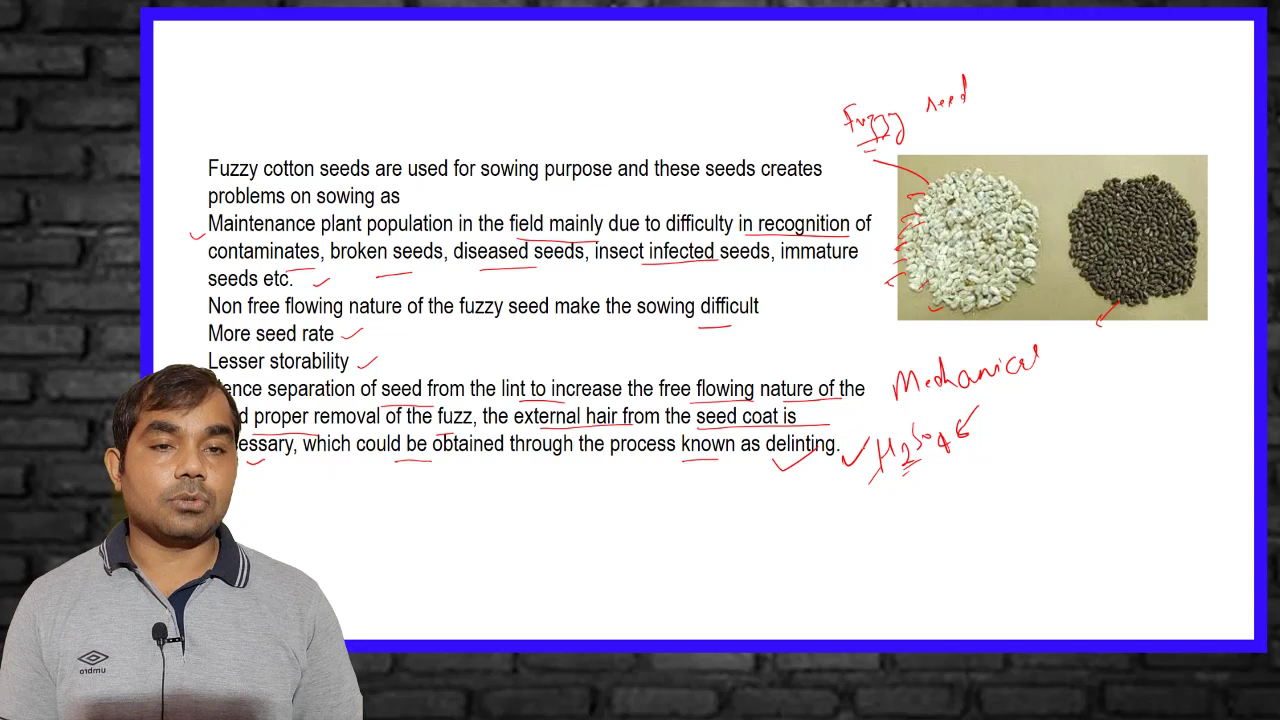 Fuzzy seed
Fuzzy cotton seeds are used for sowing purpose and these seeds creates
problems on sowing as
Maintenance plant population in the field mainly due to difficulty in recognition of
contaminates, broken seeds, diseased seeds, insect infected seeds, immature
seeds etc.
Non free flowing nature of the fuzzy seed make the sowing difficult
More seed rate
Lesser storability
ence separation of seed from the lint to increase the free flowing nature of the
d proper removal of the fuzz, the external hair from the seed coat is
essary, which could be obtained through the process known as delinting.
Mechanical
H2SO4
umbro